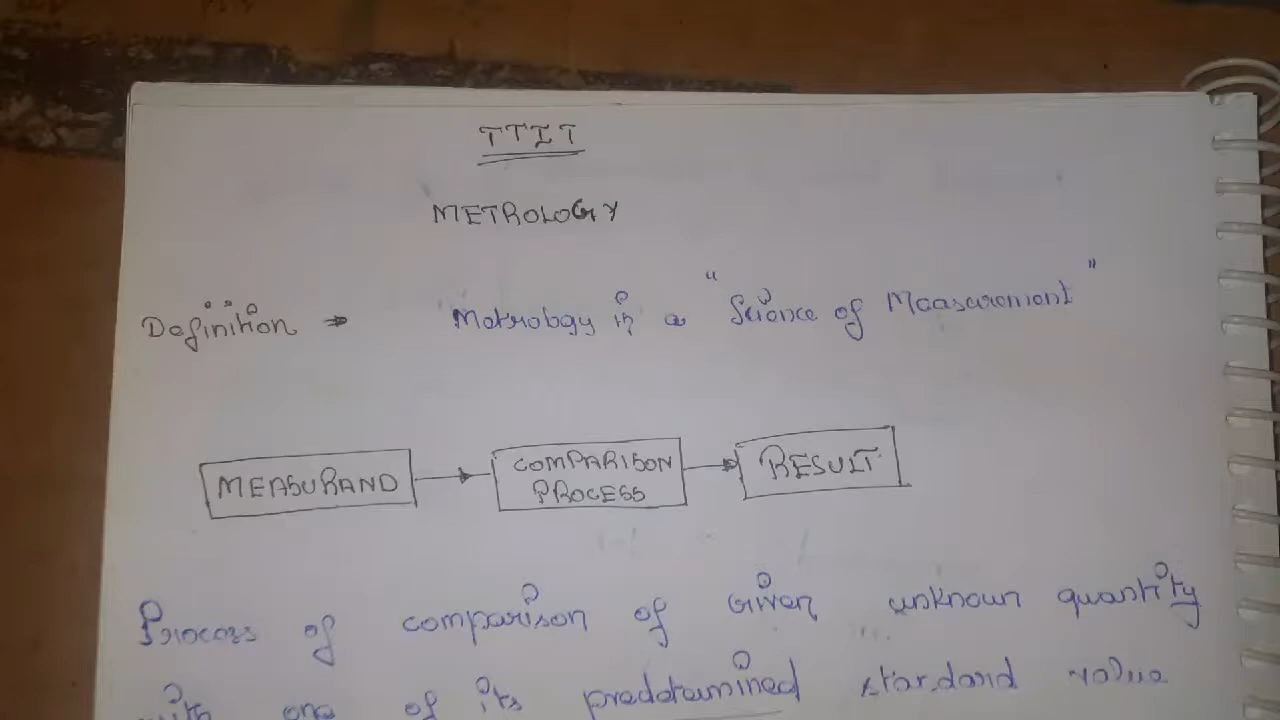 TTIT
METROLOGY
Definition → Metrology is a "Science of Measurement"
MEASURAND → COMPARISON PROCESS → RESULT
Process of comparison of Given unknown quantity
with one of its predetermined standard value